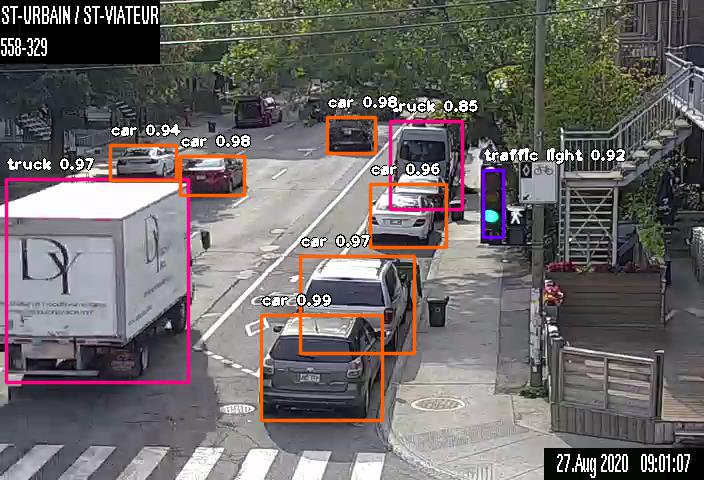 ST-URBAIN / ST-VIATEUR
558-329
car 0.98
truck 0.85
car 0.94
car 0.98
truck 0.97
traffic light 0.92
car 0.96
car 0.97
car 0.99
DY
27.Aug 2020 09:01:07